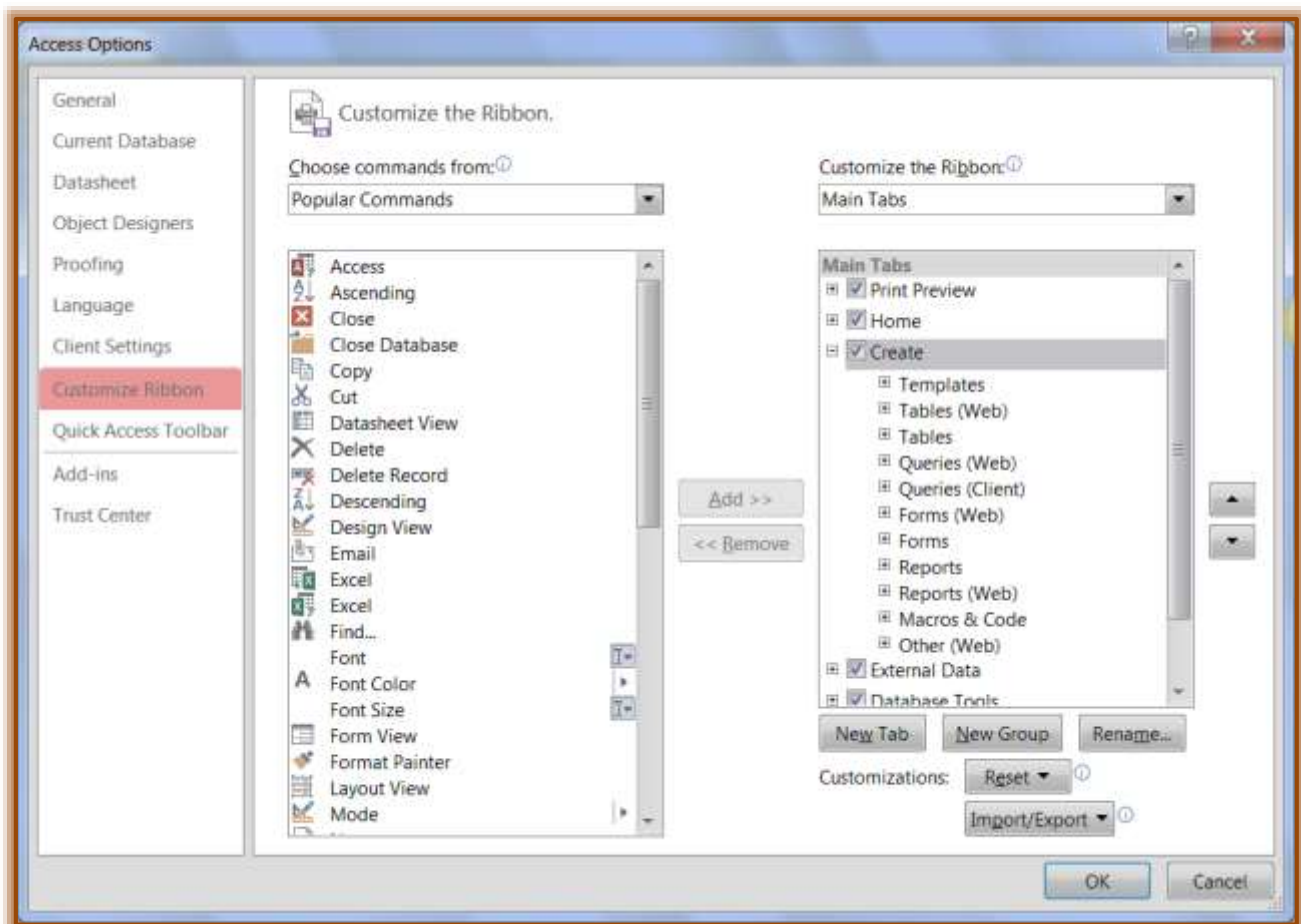 Access Options
General
Current Database
Datasheet
Object Designers
Proofing
Language
Client Settings
Customize Ribbon
Quick Access Toolbar
Add-ins
Trust Center
Customize the Ribbon.
Choose commands from:
Popular Commands
Access
Ascending
Close
Close Database
Copy
Cut
Datasheet View
Delete
Delete Record
Descending
Design View
Email
Excel
Excel
Find...
Font
Font Color
Font Size
Form View
Format Painter
Layout View
Mode
Add >>
<< Remove
Customize the Ribbon:
Main Tabs
Main Tabs
Print Preview
Home
Create
Templates
Tables (Web)
Tables
Queries (Web)
Queries (Client)
Forms (Web)
Forms
Reports
Reports (Web)
Macros & Code
Other (Web)
External Data
Database Tools
New Tab New Group Rename...
Customizations: Reset
Import/Export
OK Cancel